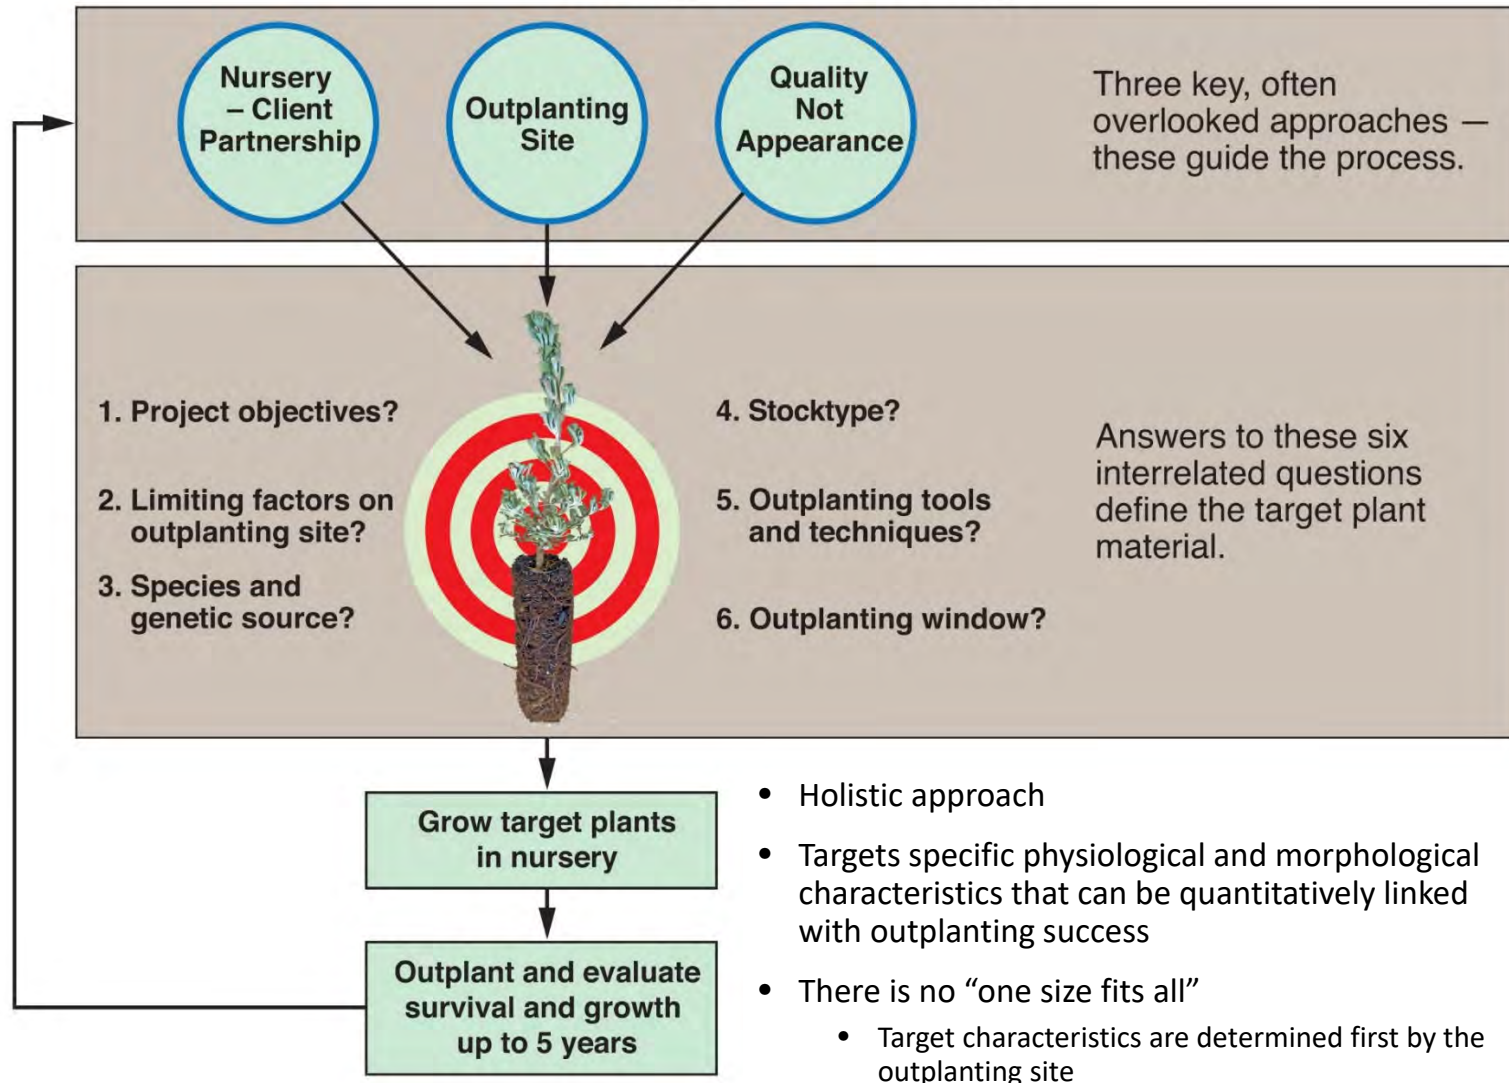 Nursery
– Client
Partnership
Outplanting
Site
Quality
Not
Appearance
Three key, often
overlooked approaches —
these guide the process.
1. Project objectives?
2. Limiting factors on
outplanting site?
3. Species and
genetic source?
4. Stocktype?
5. Outplanting tools
and techniques?
6. Outplanting window?
Answers to these six
interrelated questions
define the target plant
material.
Grow target plants
in nursery
Outplant and evaluate
survival and growth
up to 5 years
• Holistic approach
• Targets specific physiological and morphological
characteristics that can be quantitatively linked
with outplanting success
• There is no “one size fits all”
• Target characteristics are determined first by the
outplanting site